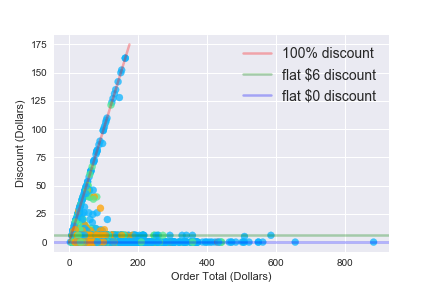 175
150
125
100
75
50
25
0
Discount (Dollars)
100% discount
flat $6 discount
flat $0 discount
0
200
400
600
800
Order Total (Dollars)